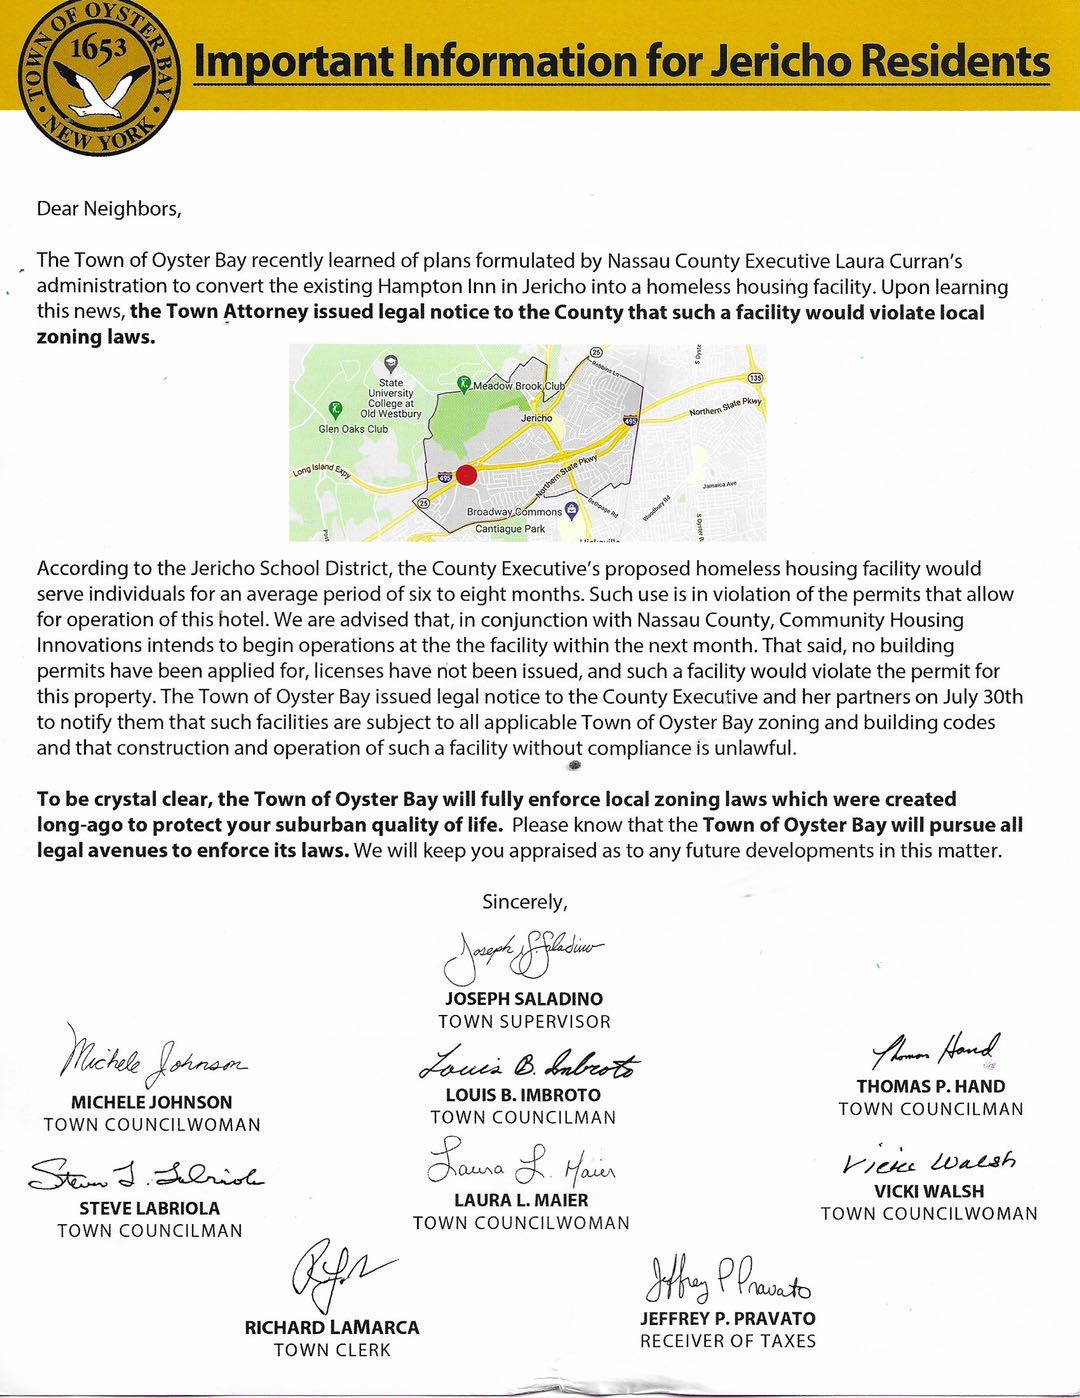 TOWN OF OYSTER BAY
1653
NEW YORK
Important Information for Jericho Residents
Dear Neighbors,
The Town of Oyster Bay recently learned of plans formulated by Nassau County Executive Laura Curran's
administration to convert the existing Hampton Inn in Jericho into a homeless housing facility. Upon learning
this news, the Town Attorney issued legal notice to the County that such a facility would violate local
zoning laws.
25
Robbins Ln
S Oyste
State
University
College at
Old Westbury
Meadow Brook Club
135
Northern State Pkwy
Glen Oaks Club
Jericho
495
Long Island Expy
495
Northern State Pkwy
Jamaica Ave
25
Broadway Commons
Bethpage Rd
Woodbury Rd
S Oyster B
Cantiague Park
According to the Jericho School District, the County Executive's proposed homeless housing facility would
serve individuals for an average period of six to eight months. Such use is in violation of the permits that allow
for operation of this hotel. We are advised that, in conjunction with Nassau County, Community Housing
Innovations intends to begin operations at the the facility within the next month. That said, no building
permits have been applied for, licenses have not been issued, and such a facility would violate the permit for
this property. The Town of Oyster Bay issued legal notice to the County Executive and her partners on July 30th
to notify them that such facilities are subject to all applicable Town of Oyster Bay zoning and building codes
and that construction and operation of such a facility without compliance is unlawful.
To be crystal clear, the Town of Oyster Bay will fully enforce local zoning laws which were created
long-ago to protect your suburban quality of life. Please know that the Town of Oyster Bay will pursue all
legal avenues to enforce its laws. We will keep you appraised as to any future developments in this matter.
Sincerely,
Joseph S. Saladino
JOSEPH SALADINO
TOWN SUPERVISOR
Michele Johnson
MICHELE JOHNSON
TOWN COUNCILWOMAN
Louis B. Imbroto
LOUIS B. IMBROTO
TOWN COUNCILMAN
Thomas Hand
THOMAS P. HAND
TOWN COUNCILMAN
Steve L. Labriola
STEVE LABRIOLA
TOWN COUNCILMAN
Laura L. Maier
LAURA L. MAIER
TOWN COUNCILWOMAN
Vicki Walsh
VICKI WALSH
TOWN COUNCILWOMAN
RICHARD LaMARCA
TOWN CLERK
Jeffrey P Pravato
JEFFREY P. PRAVATO
RECEIVER OF TAXES